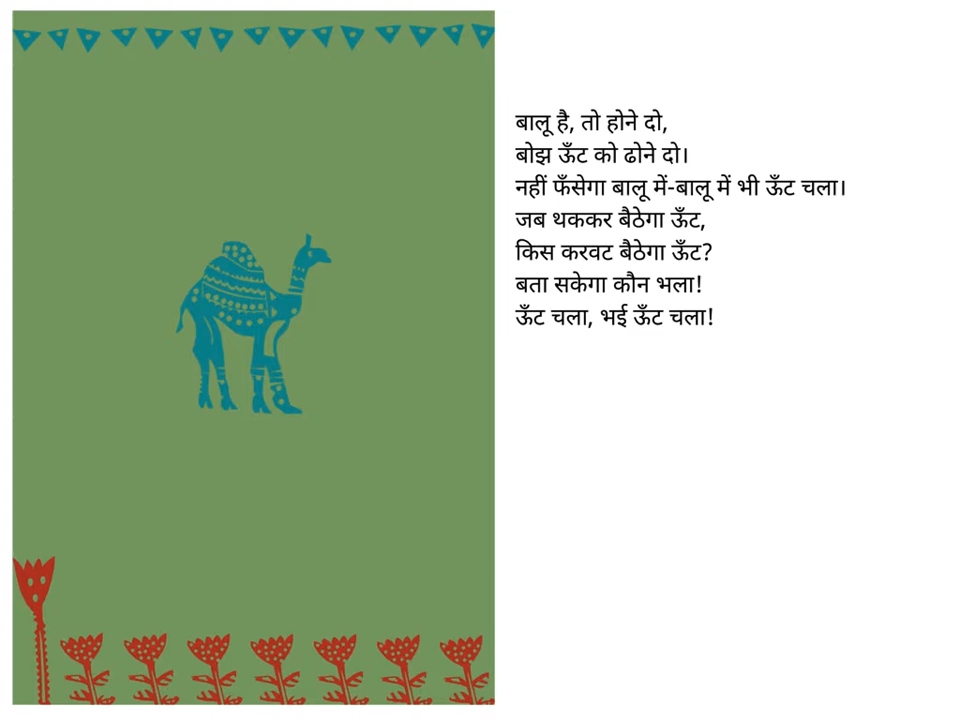 बालू है, तो होने दो,
बोझ ऊँट को ढोने दो।
नहीं फँसेगा बालू में-बालू में भी ऊँट चला।
जब थककर बैठेगा ऊँट,
किस करवट बैठेगा ऊँट?
बता सकेगा कौन भला!
ऊँट चला, भई ऊँट चला!